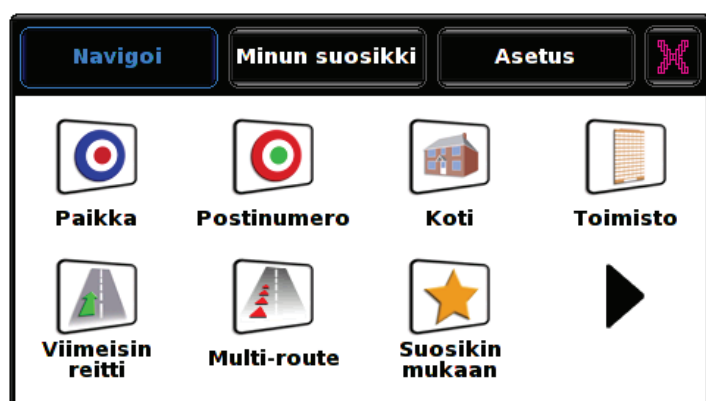 Navigoi
Minun suosikki
Asetus
Paikka
Postinumero
Koti
Toimisto
Viimeisin
reitti
Multi-route
Suosikin
mukaan